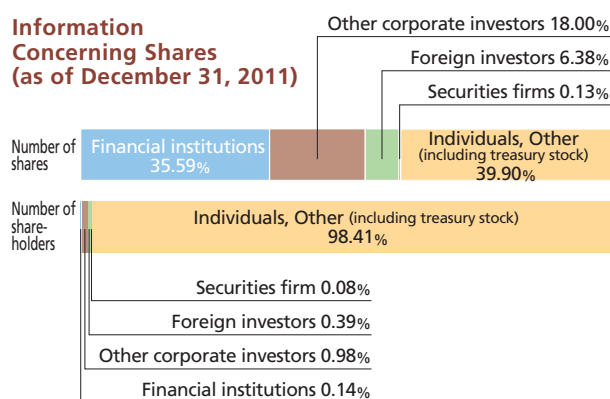 Information
Concerning Shares
(as of December 31, 2011)
Other corporate investors 18.00%
Foreign investors 6.38%
Securities firms 0.13%
Number of
shares
Financial institutions
35.59%
Individuals, Other
(including treasury stock)
39.90%
Number of
share-
holders
Individuals, Other (including treasury stock)
98.41%
Securities firm 0.08%
Foreign investors 0.39%
Other corporate investors 0.98%
Financial institutions 0.14%